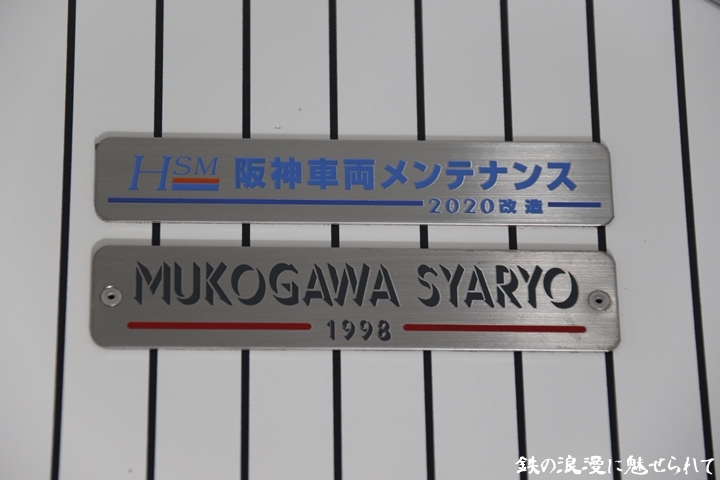 HSM 阪神車両メンテナンス
2020改造
MUKOGAWA SYARYO
1998
鉄の浪漫に魅せられて